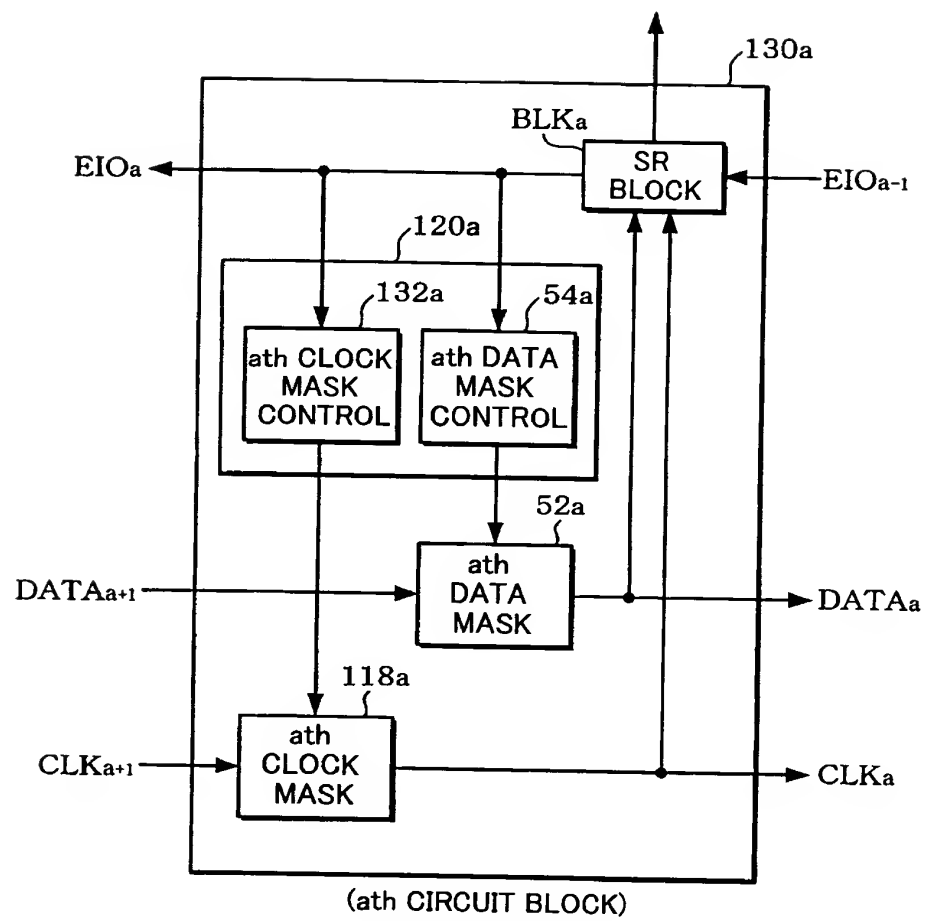 130a
BLKa
EIOa
SR
BLOCK
EIOa-1
120a
132a
54a
ath CLOCK
MASK
CONTROL
ath DATA
MASK
CONTROL
52a
DATAa+1
ath
DATA
MASK
DATAa
118a
CLKa+1
ath
CLOCK
MASK
CLKa
(ath CIRCUIT BLOCK)